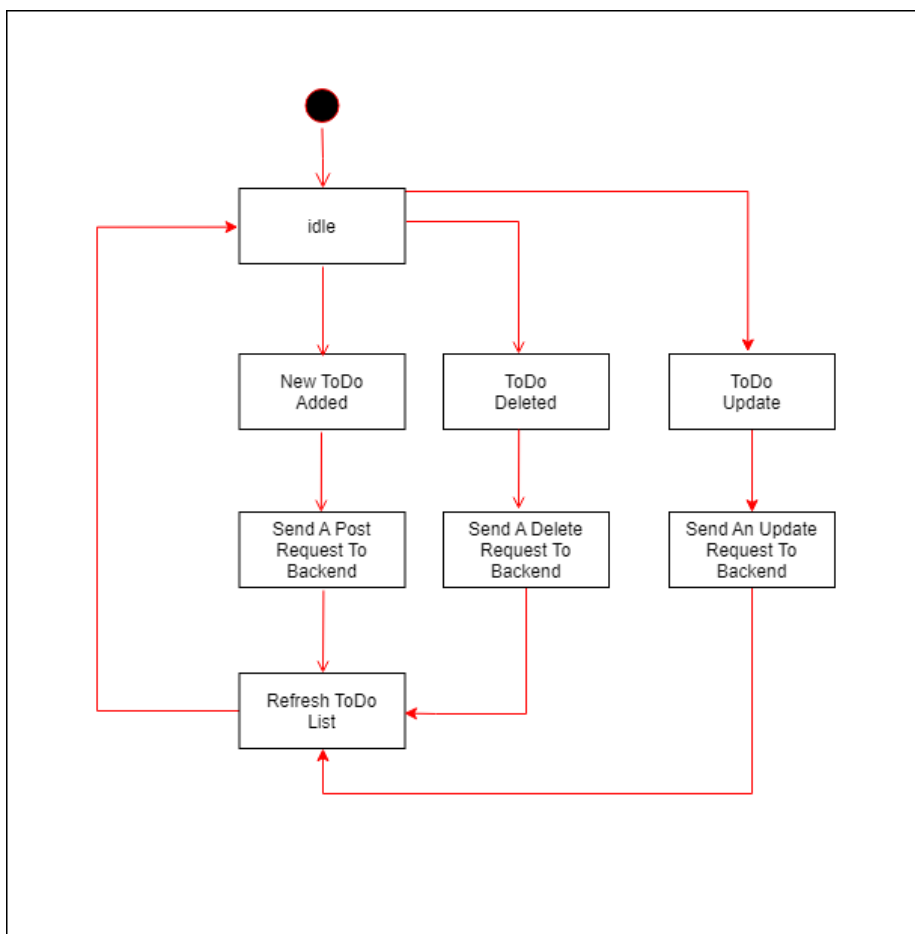 idle
New ToDo
Added
ToDo
Deleted
ToDo
Update
Send A Post
Request To
Backend
Send A Delete
Request To
Backend
Send An Update
Request To
Backend
Refresh ToDo
List